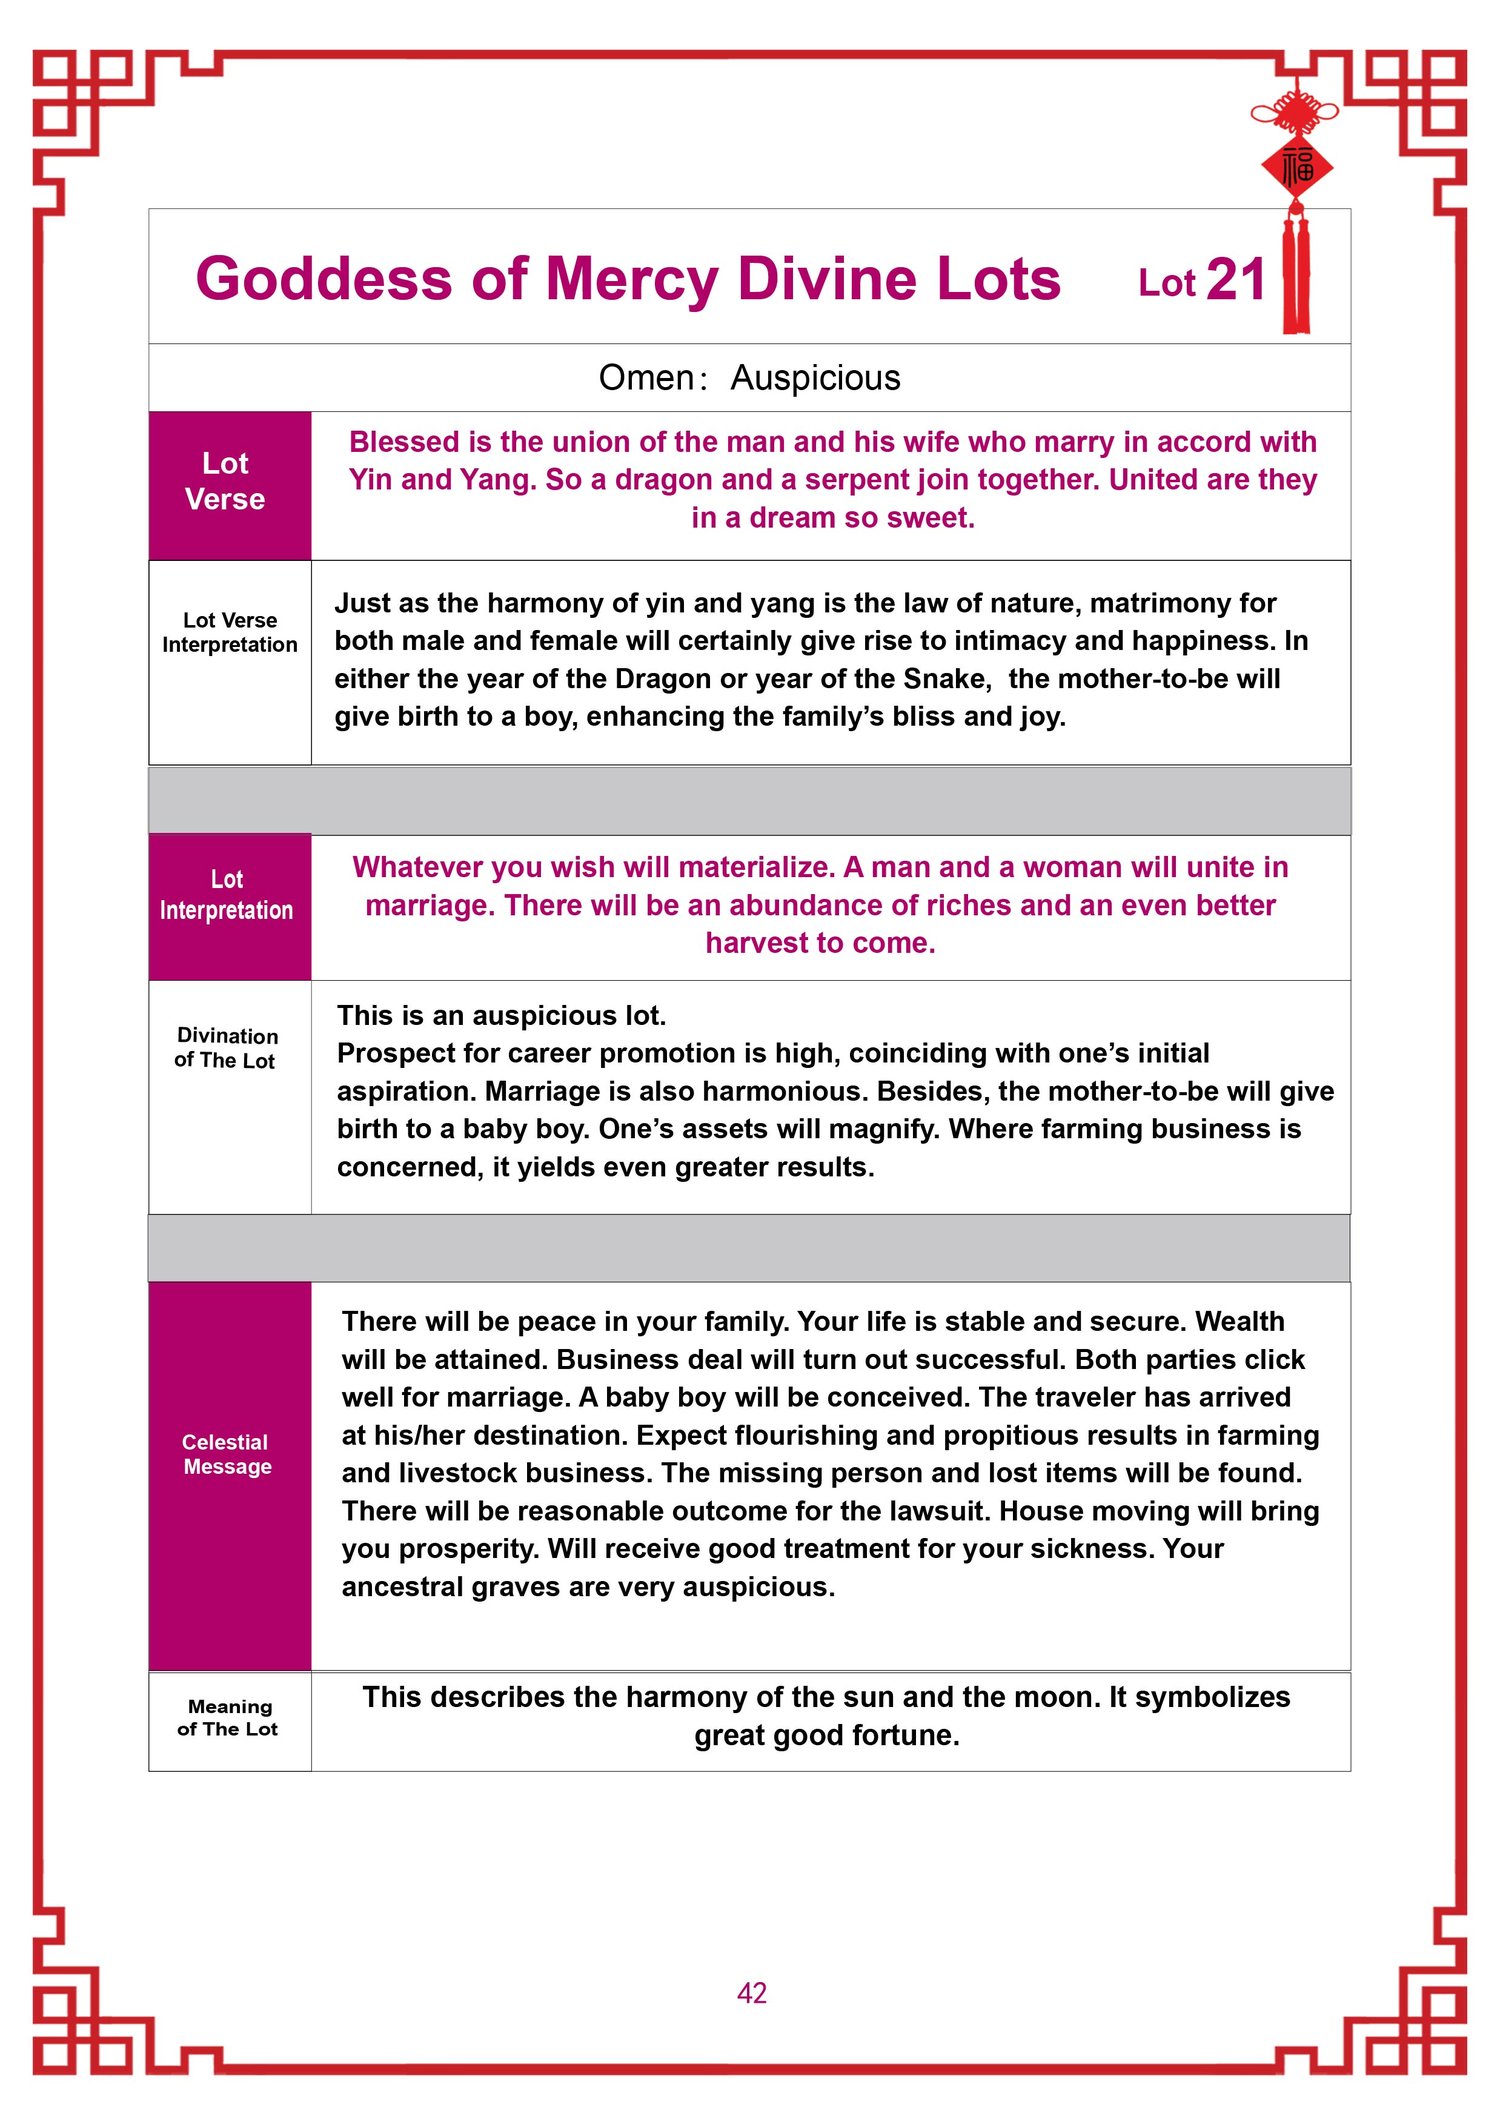 福
Goddess of Mercy Divine Lots Lot 21
Omen: Auspicious
Lot
Verse
Blessed is the union of the man and his wife who marry in accord with
Yin and Yang. So a dragon and a serpent join together. United are they
in a dream so sweet.
Lot Verse
Interpretation
Just as the harmony of yin and yang is the law of nature, matrimony for
both male and female will certainly give rise to intimacy and happiness. In
either the year of the Dragon or year of the Snake, the mother-to-be will
give birth to a boy, enhancing the family’s bliss and joy.
Lot
Interpretation
Whatever you wish will materialize. A man and a woman will unite in
marriage. There will be an abundance of riches and an even better
harvest to come.
Divination
of The Lot
This is an auspicious lot.
Prospect for career promotion is high, coinciding with one’s initial
aspiration. Marriage is also harmonious. Besides, the mother-to-be will give
birth to a baby boy. One’s assets will magnify. Where farming business is
concerned, it yields even greater results.
Celestial
Message
There will be peace in your family. Your life is stable and secure. Wealth
will be attained. Business deal will turn out successful. Both parties click
well for marriage. A baby boy will be conceived. The traveler has arrived
at his/her destination. Expect flourishing and propitious results in farming
and livestock business. The missing person and lost items will be found.
There will be reasonable outcome for the lawsuit. House moving will bring
you prosperity. Will receive good treatment for your sickness. Your
ancestral graves are very auspicious.
Meaning
of The Lot
This describes the harmony of the sun and the moon. It symbolizes
great good fortune.
42